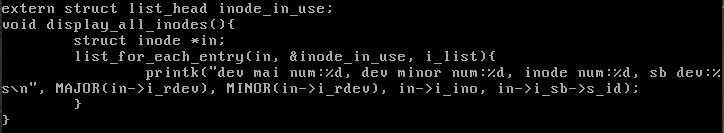 extern struct list_head inode_in_use;
void display_all_inodes(){
        struct inode *in;
        list_for_each_entry(in, &inode_in_use, i_list){
                printk("dev mai num:%d, dev minor num:%d, inode num:%d, sb dev:%
s\n", MAJOR(in->i_rdev), MINOR(in->i_rdev), in->i_ino, in->i_sb->s_id);
        }
}